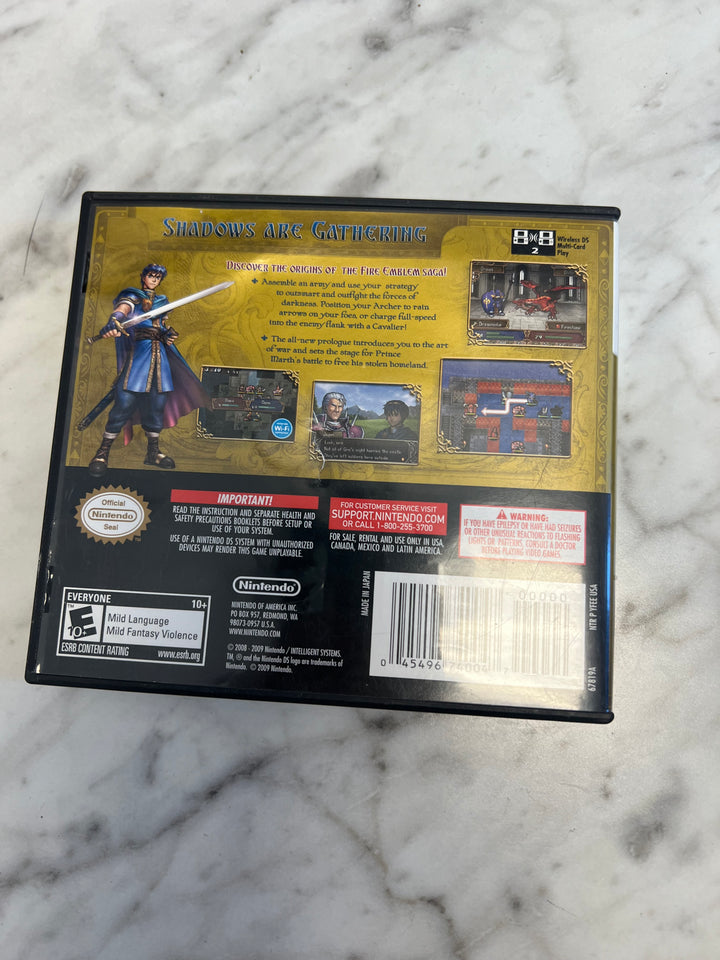 SHADOWS ARE GATHERING
Wireless DS
Multi-Card
Play
2
DISCOVER THE ORIGINS OF THE FIRE EMBLEM SAGA!
Assemble an army and use your strategy
to outsmart and outfight the forces of
darkness. Position your Archer to rain
arrows on your foes, or charge full-speed
into the enemy flank with a Cavalier!
The all-new prologue introduces you to the art
of war and sets the stage for Prince
Marth's battle to free his stolen homeland.
Wi-Fi
Look, sire.
Official
Nintendo
Seal
IMPORTANT!
READ THE INSTRUCTION AND SEPARATE HEALTH AND
SAFETY PRECAUTIONS BOOKLETS BEFORE SETUP OR
USE OF YOUR SYSTEM.
USE OF A NINTENDO DS SYSTEM WITH UNAUTHORIZED
DEVICES MAY RENDER THIS GAME UNPLAYABLE.
FOR CUSTOMER SERVICE VISIT
SUPPORT.NINTENDO.COM
OR CALL 1-800-255-3700
FOR SALE, RENTAL AND USE ONLY IN USA,
CANADA, MEXICO AND LATIN AMERICA.
WARNING:
IF YOU HAVE EPILEPSY OR HAVE HAD SEIZURES
OR OTHER UNUSUAL REACTIONS TO FLASHING
LIGHTS OR PATTERNS, CONSULT A DOCTOR
BEFORE PLAYING VIDEO GAMES.
EVERYONE 10+
E
10+
Mild Language
Mild Fantasy Violence
ESRB CONTENT RATING www.esrb.org
Nintendo
NINTENDO OF AMERICA INC.
PO BOX 957, REDMOND, WA
98073-0957 U.S.A.
WWW.NINTENDO.COM
© 2008 - 2009 Nintendo / INTELLIGENT SYSTEMS.
TM, ® and the Nintendo DS logo are trademarks of
Nintendo. © 2009 Nintendo.
MADE IN JAPAN
00000
0 45496
NTR P YFEE USA
67819A